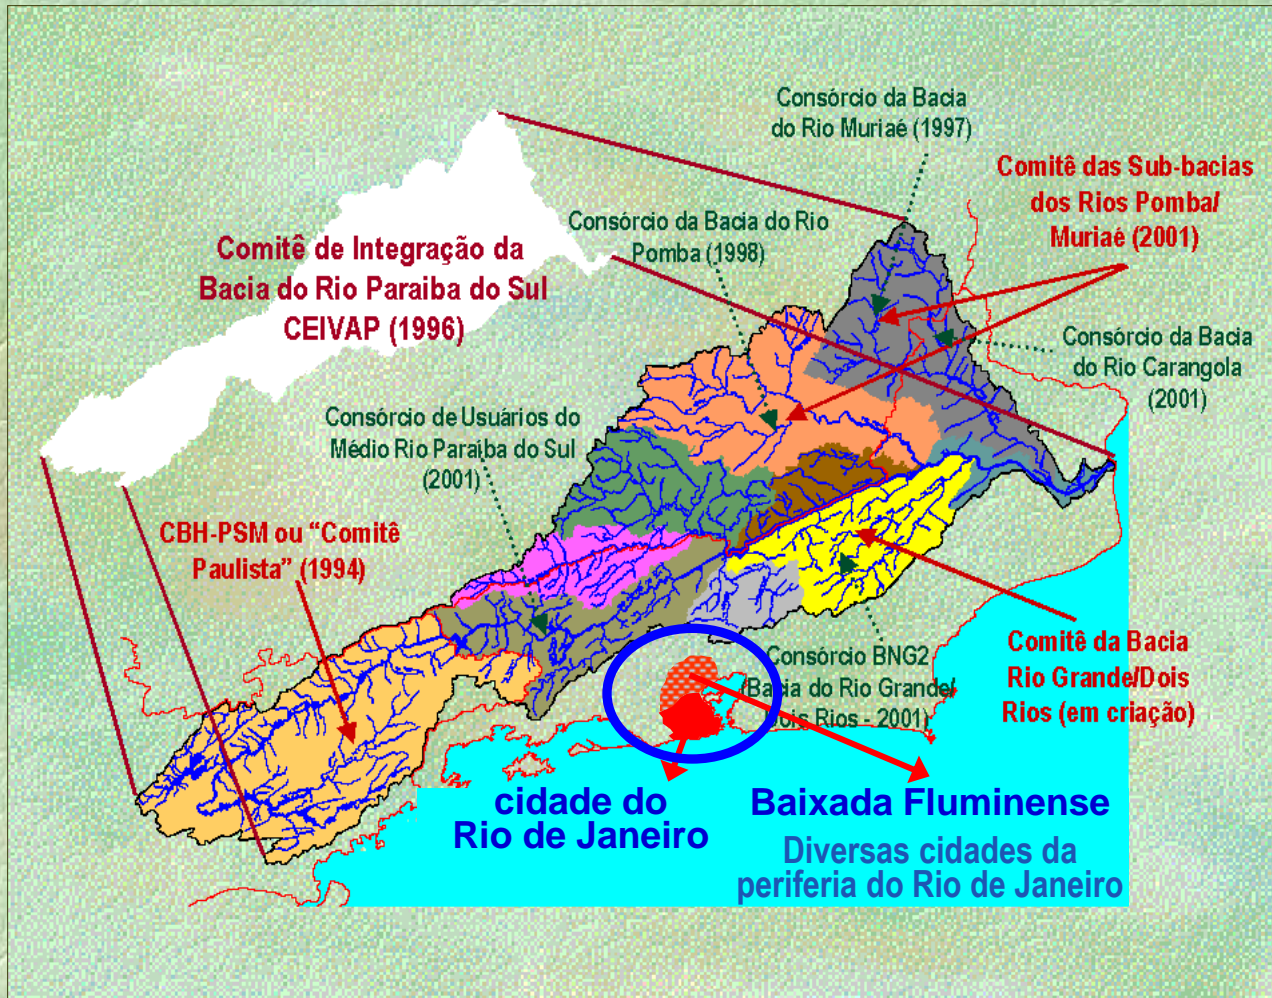 Consórcio da Bacia
do Rio Muriaé (1997)
Comitê das Sub-bacias
dos Rios Pomba/
Muriaé (2001)
Consórcio da Bacia do Rio
Pomba (1998)
Comitê de Integração da
Bacia do Rio Paraiba do Sul
CEIVAP (1996)
Consórcio da Bacia
do Rio Carangola
(2001)
Consórcio de Usuários do
Médio Rio Paraíba do Sul
(2001)
CBH-PSM ou “Comitê
Paulista” (1994)
Comitê da Bacia
Rio Grande/Dois
Rios (em criação)
Consórcio BNG2
(Bacia do Rio Grande/
Dois Rios - 2001)
cidade do
Rio de Janeiro
Baixada Fluminense
Diversas cidades da
periferia do Rio de Janeiro